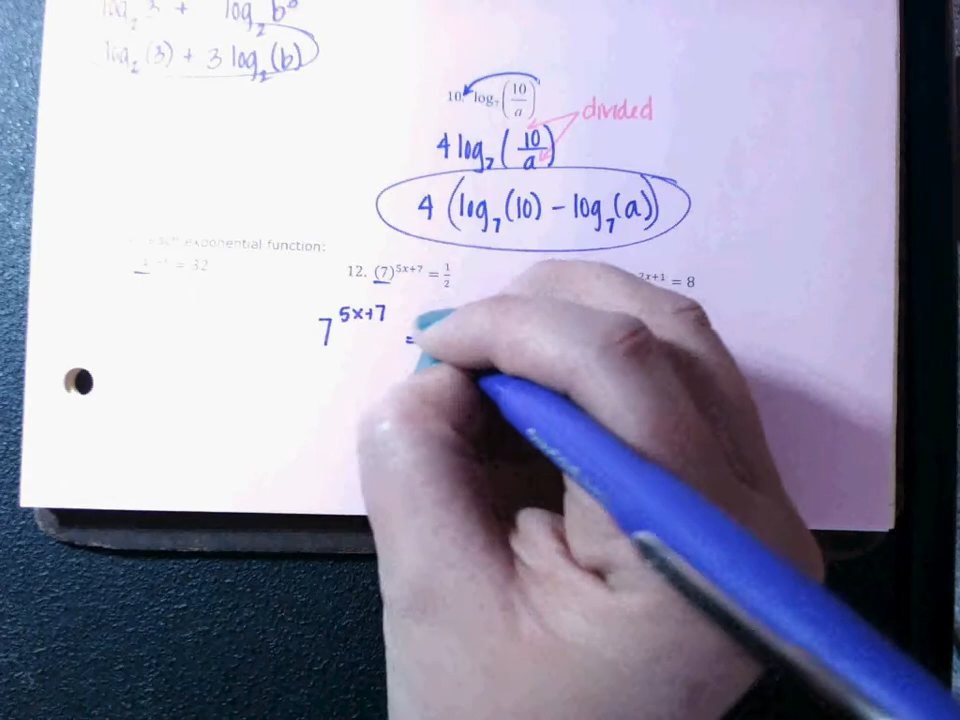 log₂ 3 + log₂ b³
log₂(3) + 3 log₂(b)
10. log₇(10/a)
divided
4 log₇(10/a)
4 (log₇(10) − log₇(a))
exponential function:
= 32
12. (7)^(5x+7) = 1/2
= 8
7^(5x+7) =